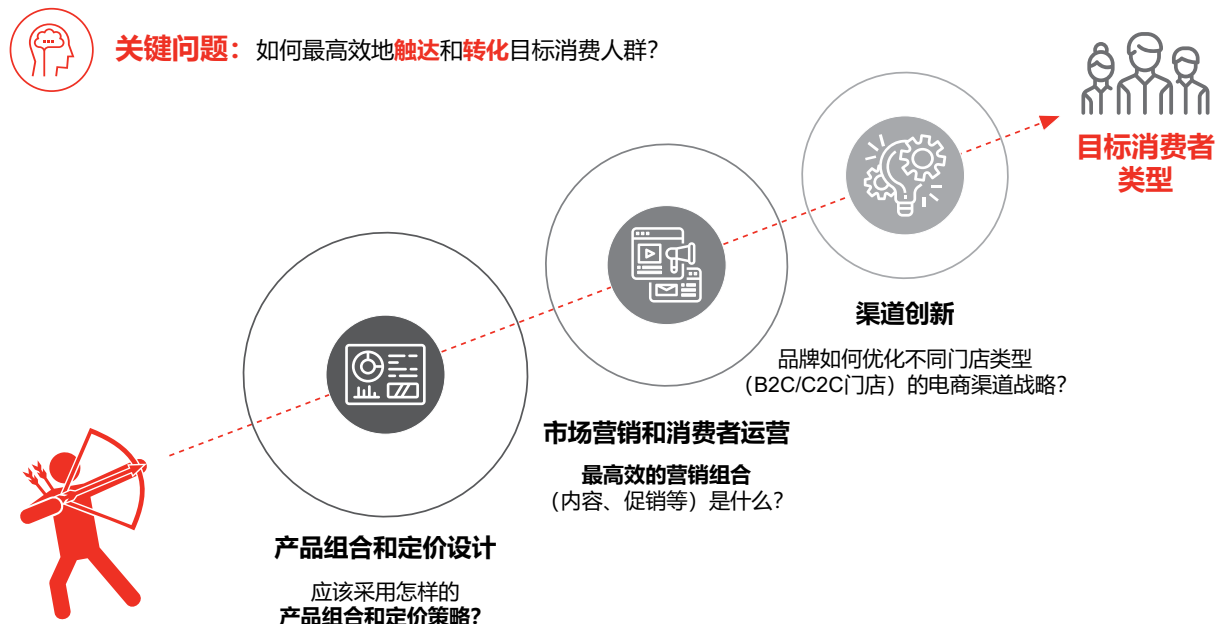 关键问题：如何最高效地触达和转化目标消费人群？
目标消费者
类型
渠道创新
品牌如何优化不同门店类型
（B2C/C2C门店）的电商渠道战略？
市场营销和消费者运营
最高效的营销组合
（内容、促销等）是什么？
产品组合和定价设计
应该采用怎样的
产品组合和定价策略？